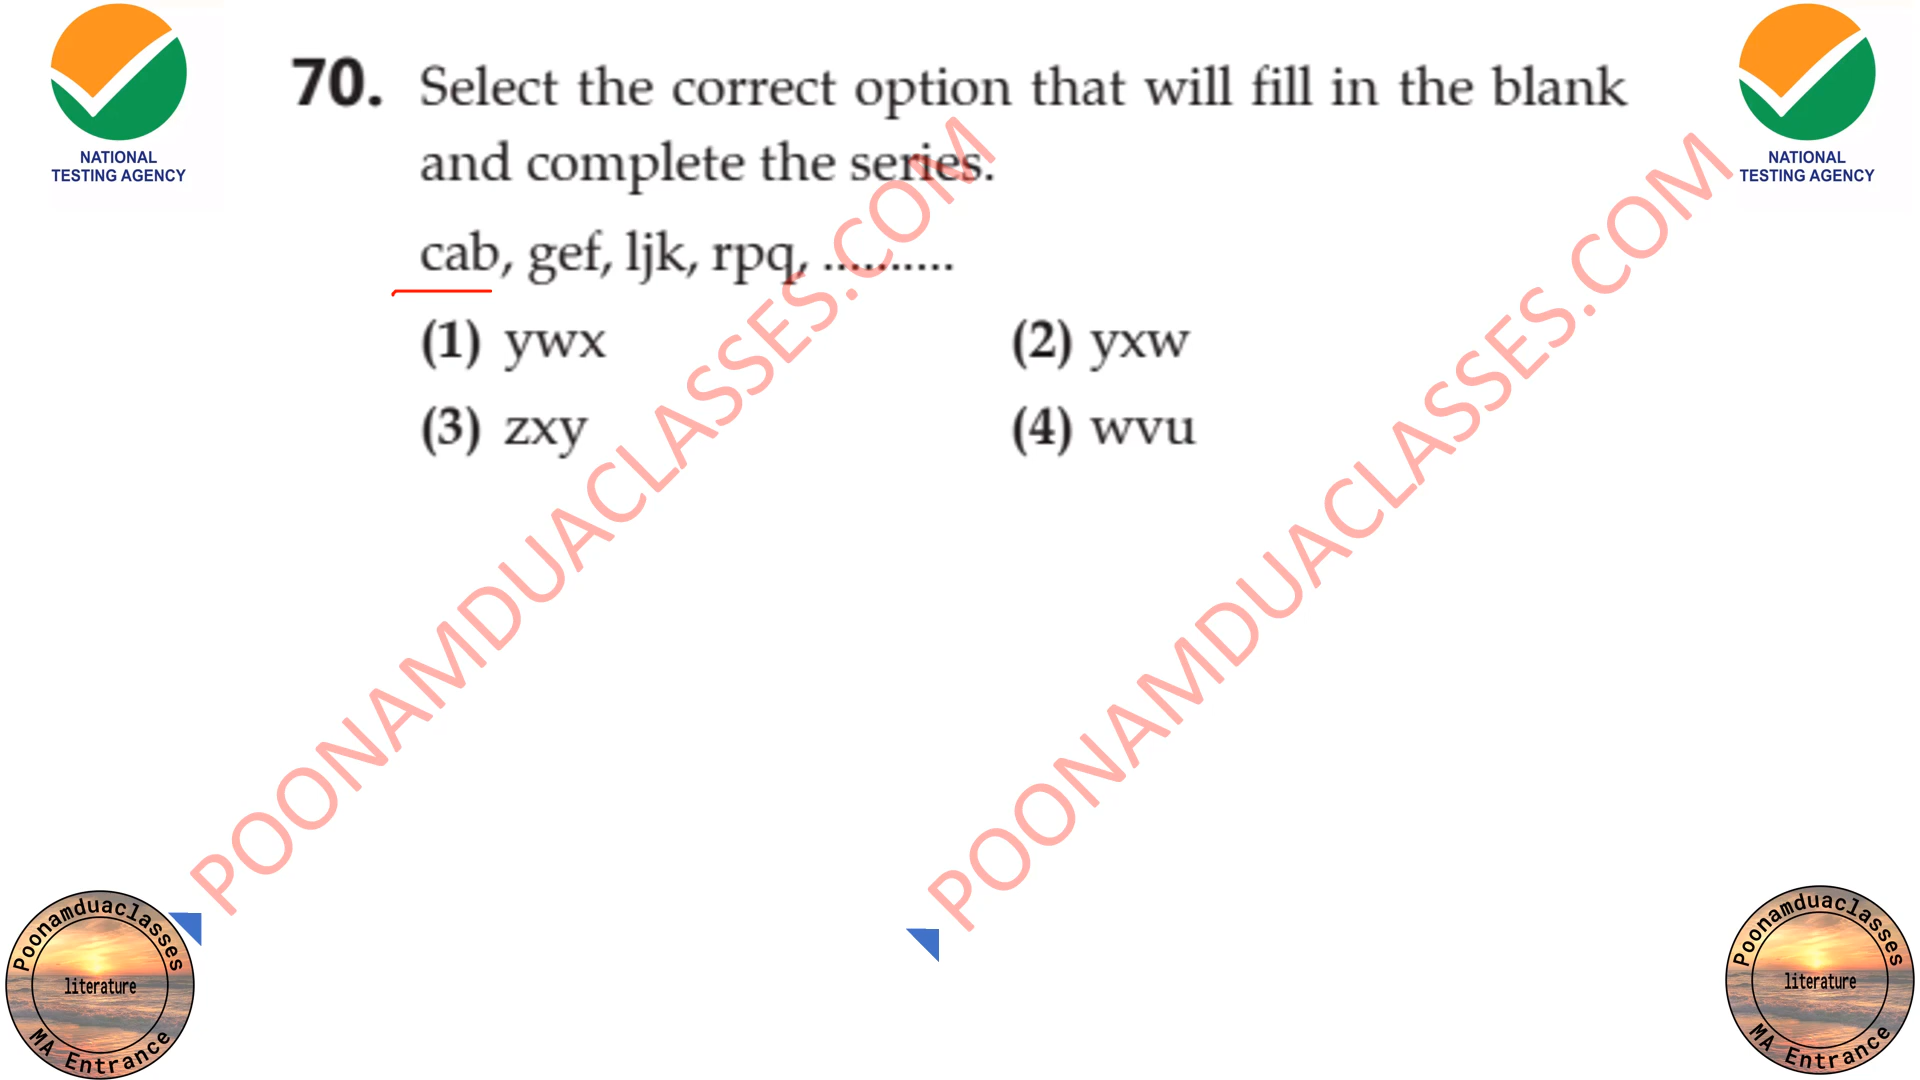 NATIONAL
TESTING AGENCY
NATIONAL
TESTING AGENCY
70. Select the correct option that will fill in the blank
and complete the series.
cab, gef, ljk, rpq, ..........
(1) ywx (2) yxw
(3) zxy (4) wvu
POONAMDUACLASSES.COM
POONAMDUACLASSES.COM
Poonamduaclasses
literature
MA Entrance
Poonamduaclasses
literature
MA Entrance